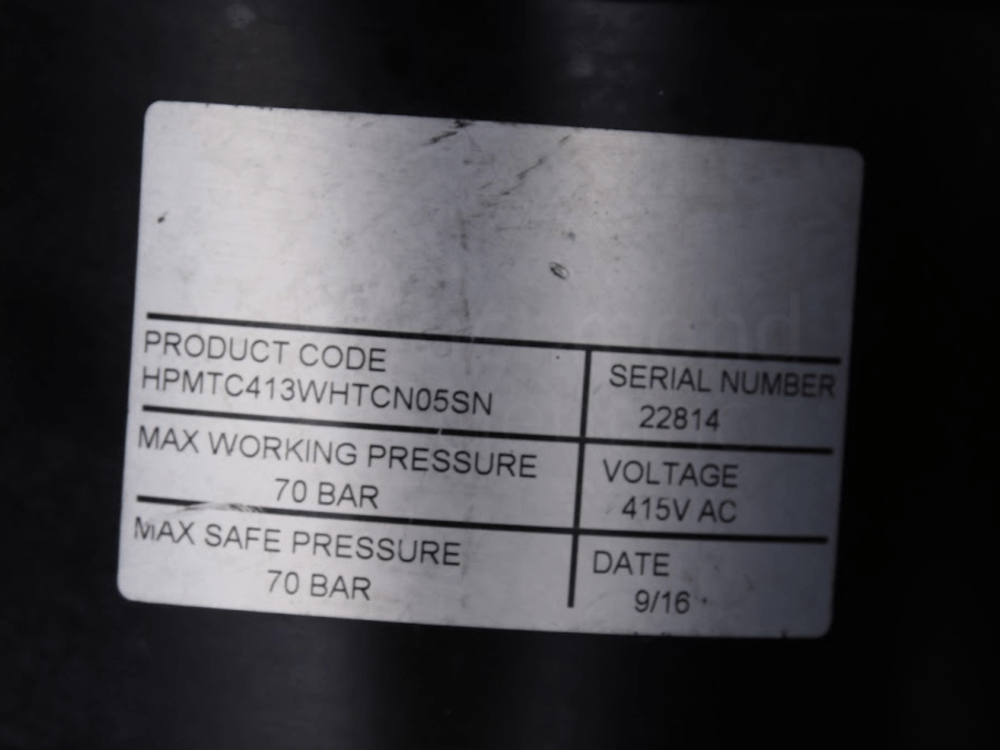 PRODUCT CODE
HPMTC413WHTCN05SN
SERIAL NUMBER
22814
MAX WORKING PRESSURE
70 BAR
VOLTAGE
415V AC
MAX SAFE PRESSURE
70 BAR
DATE
9/16